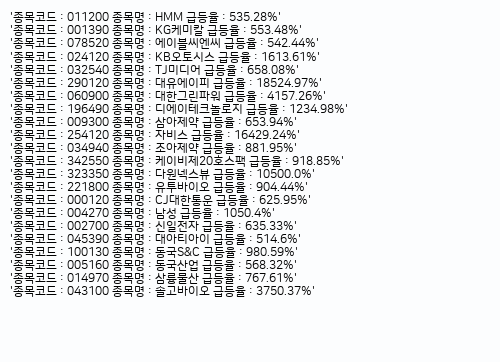 '종목코드 : 011200 종목명 : HMM 급등율 : 535.28%'
'종목코드 : 001390 종목명 : KG케미칼 급등율 : 553.48%'
'종목코드 : 078520 종목명 : 에이블씨엔씨 급등율 : 542.44%'
'종목코드 : 024120 종목명 : KB오토시스 급등율 : 1613.61%'
'종목코드 : 032540 종목명 : TJ미디어 급등율 : 658.08%'
'종목코드 : 290120 종목명 : 대유에이피 급등율 : 18524.97%'
'종목코드 : 060900 종목명 : 대한그린파워 급등율 : 4157.26%'
'종목코드 : 196490 종목명 : 디에이테크놀로지 급등율 : 1234.98%'
'종목코드 : 009300 종목명 : 삼아제약 급등율 : 653.94%'
'종목코드 : 254120 종목명 : 자비스 급등율 : 16429.24%'
'종목코드 : 034940 종목명 : 조아제약 급등율 : 881.95%'
'종목코드 : 342550 종목명 : 케이비제20호스팩 급등율 : 918.85%'
'종목코드 : 323350 종목명 : 다원넥스뷰 급등율 : 10500.0%'
'종목코드 : 221800 종목명 : 유투바이오 급등율 : 904.44%'
'종목코드 : 000120 종목명 : CJ대한통운 급등율 : 625.95%'
'종목코드 : 004270 종목명 : 남성 급등율 : 1050.4%'
'종목코드 : 002700 종목명 : 신일전자 급등율 : 635.33%'
'종목코드 : 045390 종목명 : 대아티아이 급등율 : 514.6%'
'종목코드 : 100130 종목명 : 동국S&C 급등율 : 980.59%'
'종목코드 : 005160 종목명 : 동국산업 급등율 : 568.32%'
'종목코드 : 014970 종목명 : 삼륭물산 급등율 : 767.61%'
'종목코드 : 043100 종목명 : 솔고바이오 급등율 : 3750.37%'